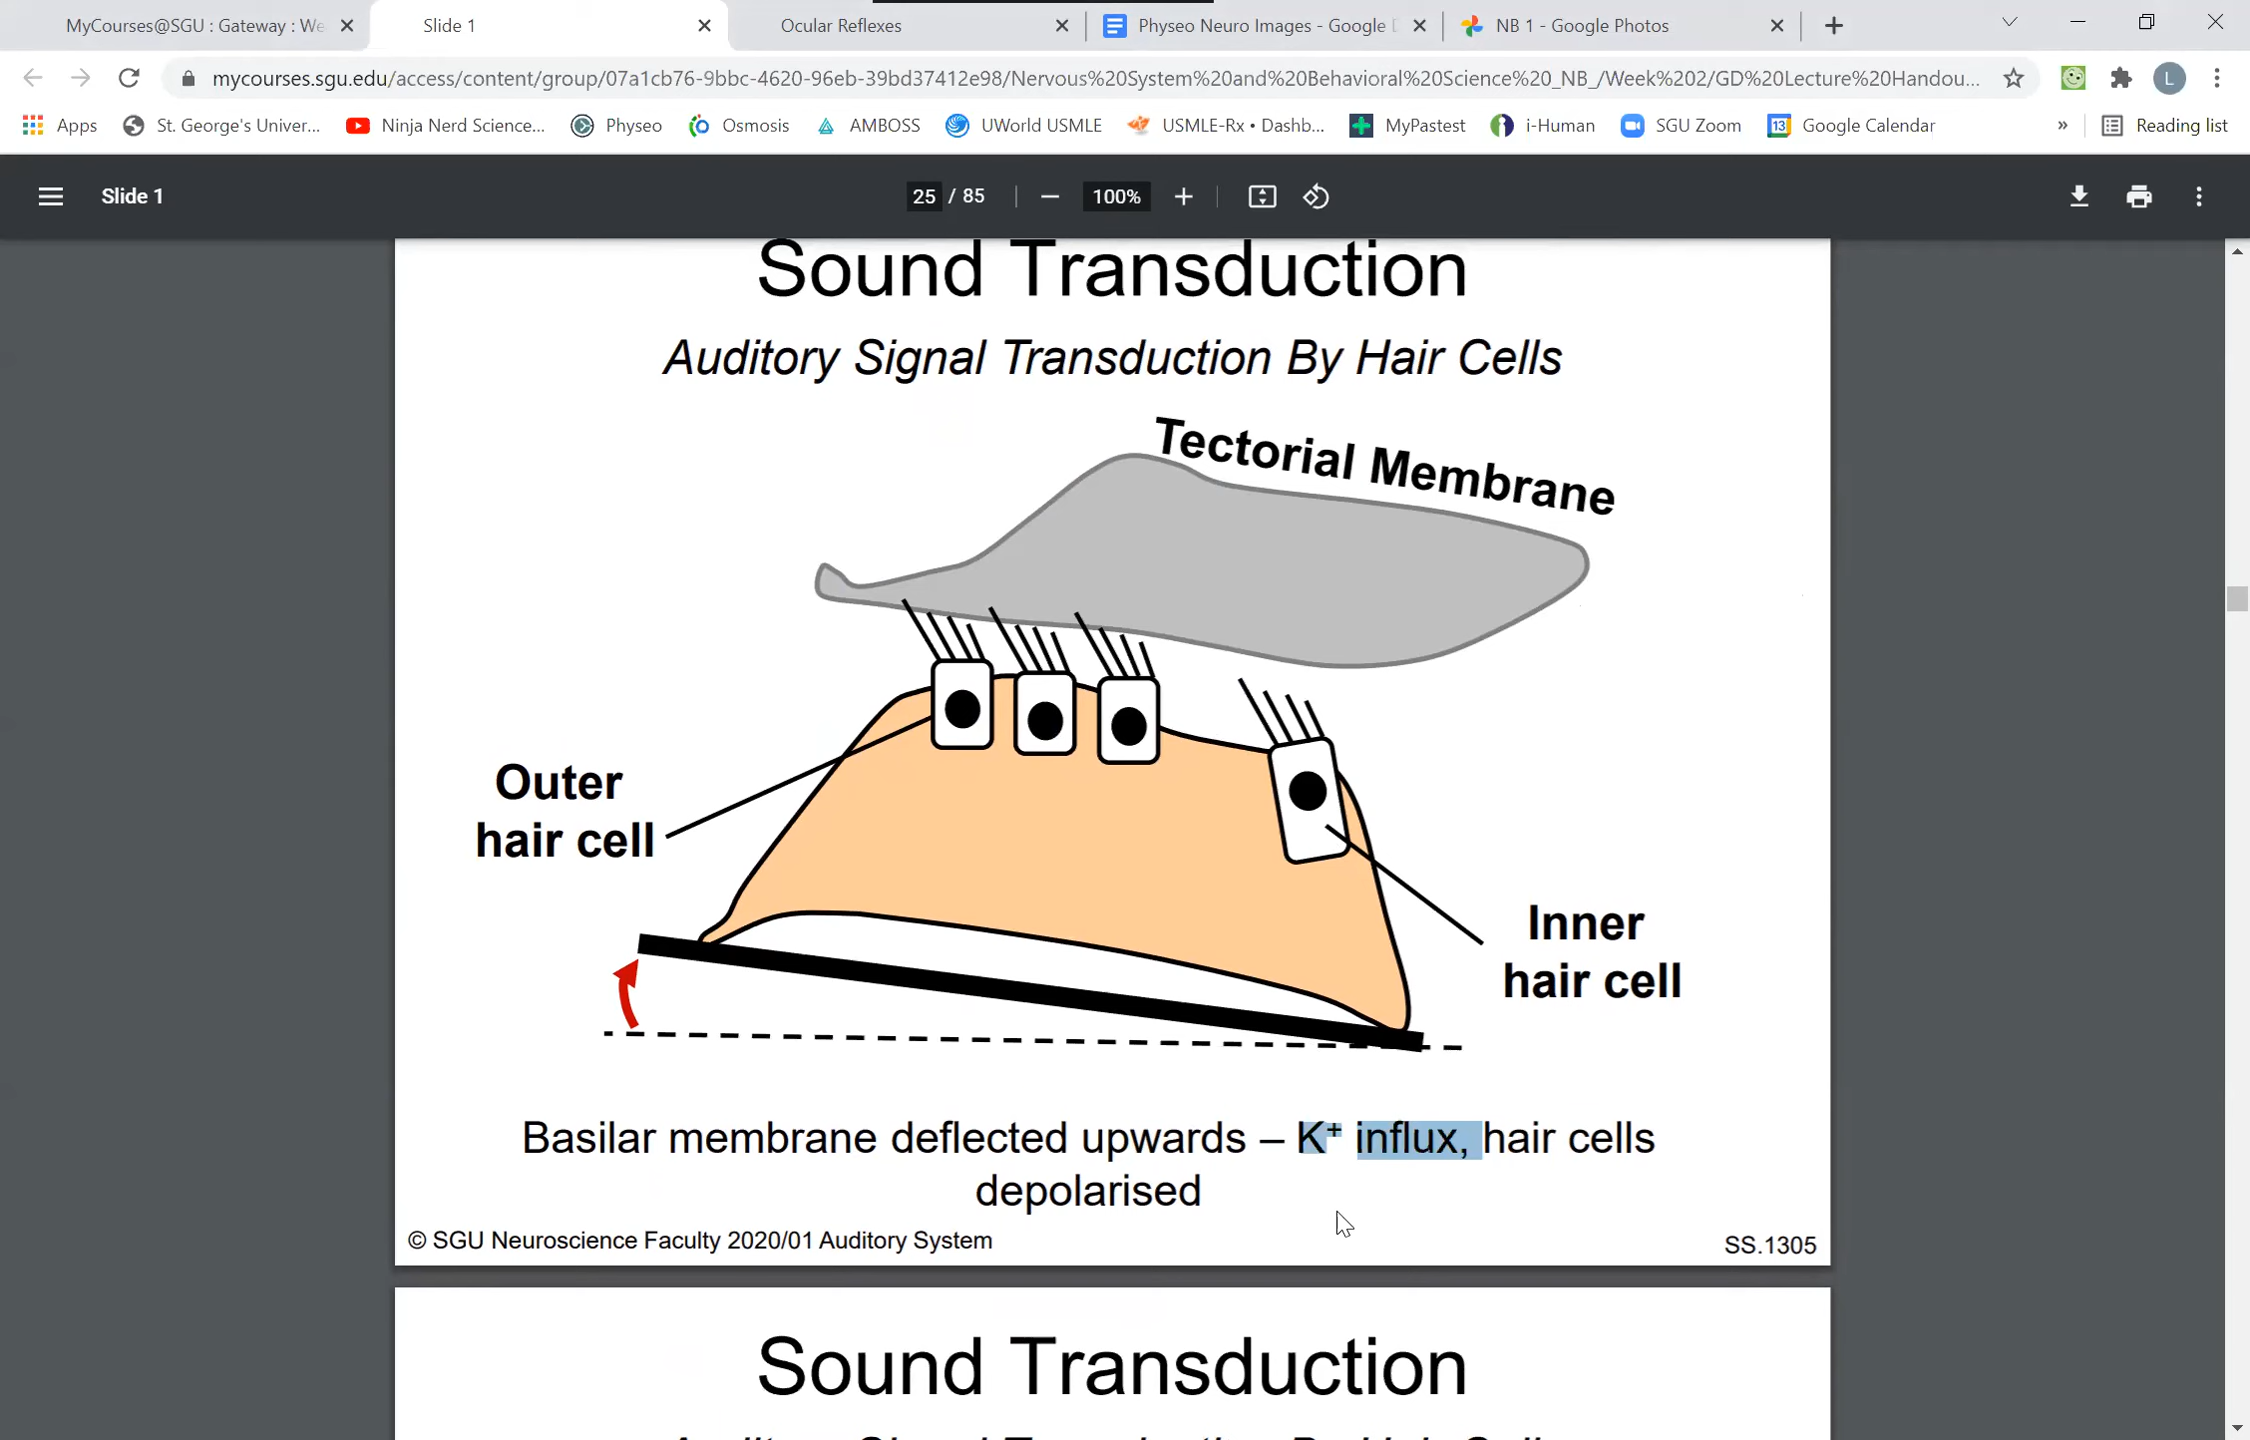 MyCourses@SGU : Gateway : We
Slide 1
Ocular Reflexes
Physeo Neuro Images - Google D
NB 1 - Google Photos
mycourses.sgu.edu/access/content/group/07a1cb76-9bbc-4620-96eb-39bd37412e98/Nervous%20System%20and%20Behavioral%20Science%20_NB_/Week%202/GD%20Lecture%20Handou...
L
Apps
St. George's Univer...
Ninja Nerd Science...
Physeo
Osmosis
AMBOSS
UWorld USMLE
USMLE-Rx • Dashb...
MyPastest
i-Human
SGU Zoom
13
Google Calendar
»
Reading list
Slide 1
25 / 85
100%
Sound Transduction
Auditory Signal Transduction By Hair Cells
Tectorial Membrane
Outer
hair cell
Inner
hair cell
Basilar membrane deflected upwards – K⁺ influx, hair cells
depolarised
© SGU Neuroscience Faculty 2020/01 Auditory System
SS.1305
Sound Transduction